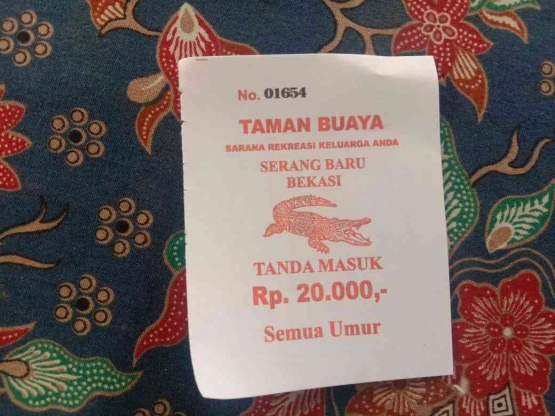 No. 01654
TAMAN BUAYA
SARANA REKREASI KELUARGA ANDA
SERANG BARU
BEKASI
TANDA MASUK
Rp. 20.000,-
Semua Umur